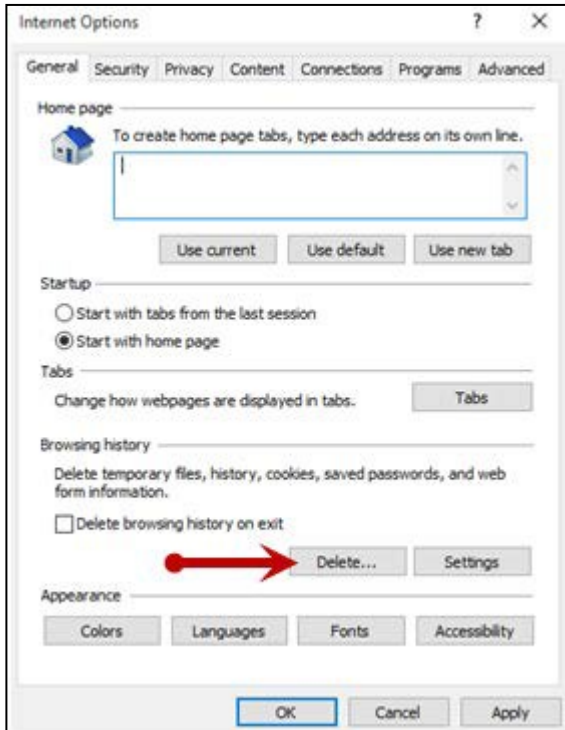 Internet Options ? ×
General Security Privacy Content Connections Programs Advanced
Home page
To create home page tabs, type each address on its own line.
Use current Use default Use new tab
Startup
Start with tabs from the last session
Start with home page
Tabs
Change how webpages are displayed in tabs. Tabs
Browsing history
Delete temporary files, history, cookies, saved passwords, and web
form information.
Delete browsing history on exit
Delete... Settings
Appearance
Colors Languages Fonts Accessibility
OK Cancel Apply